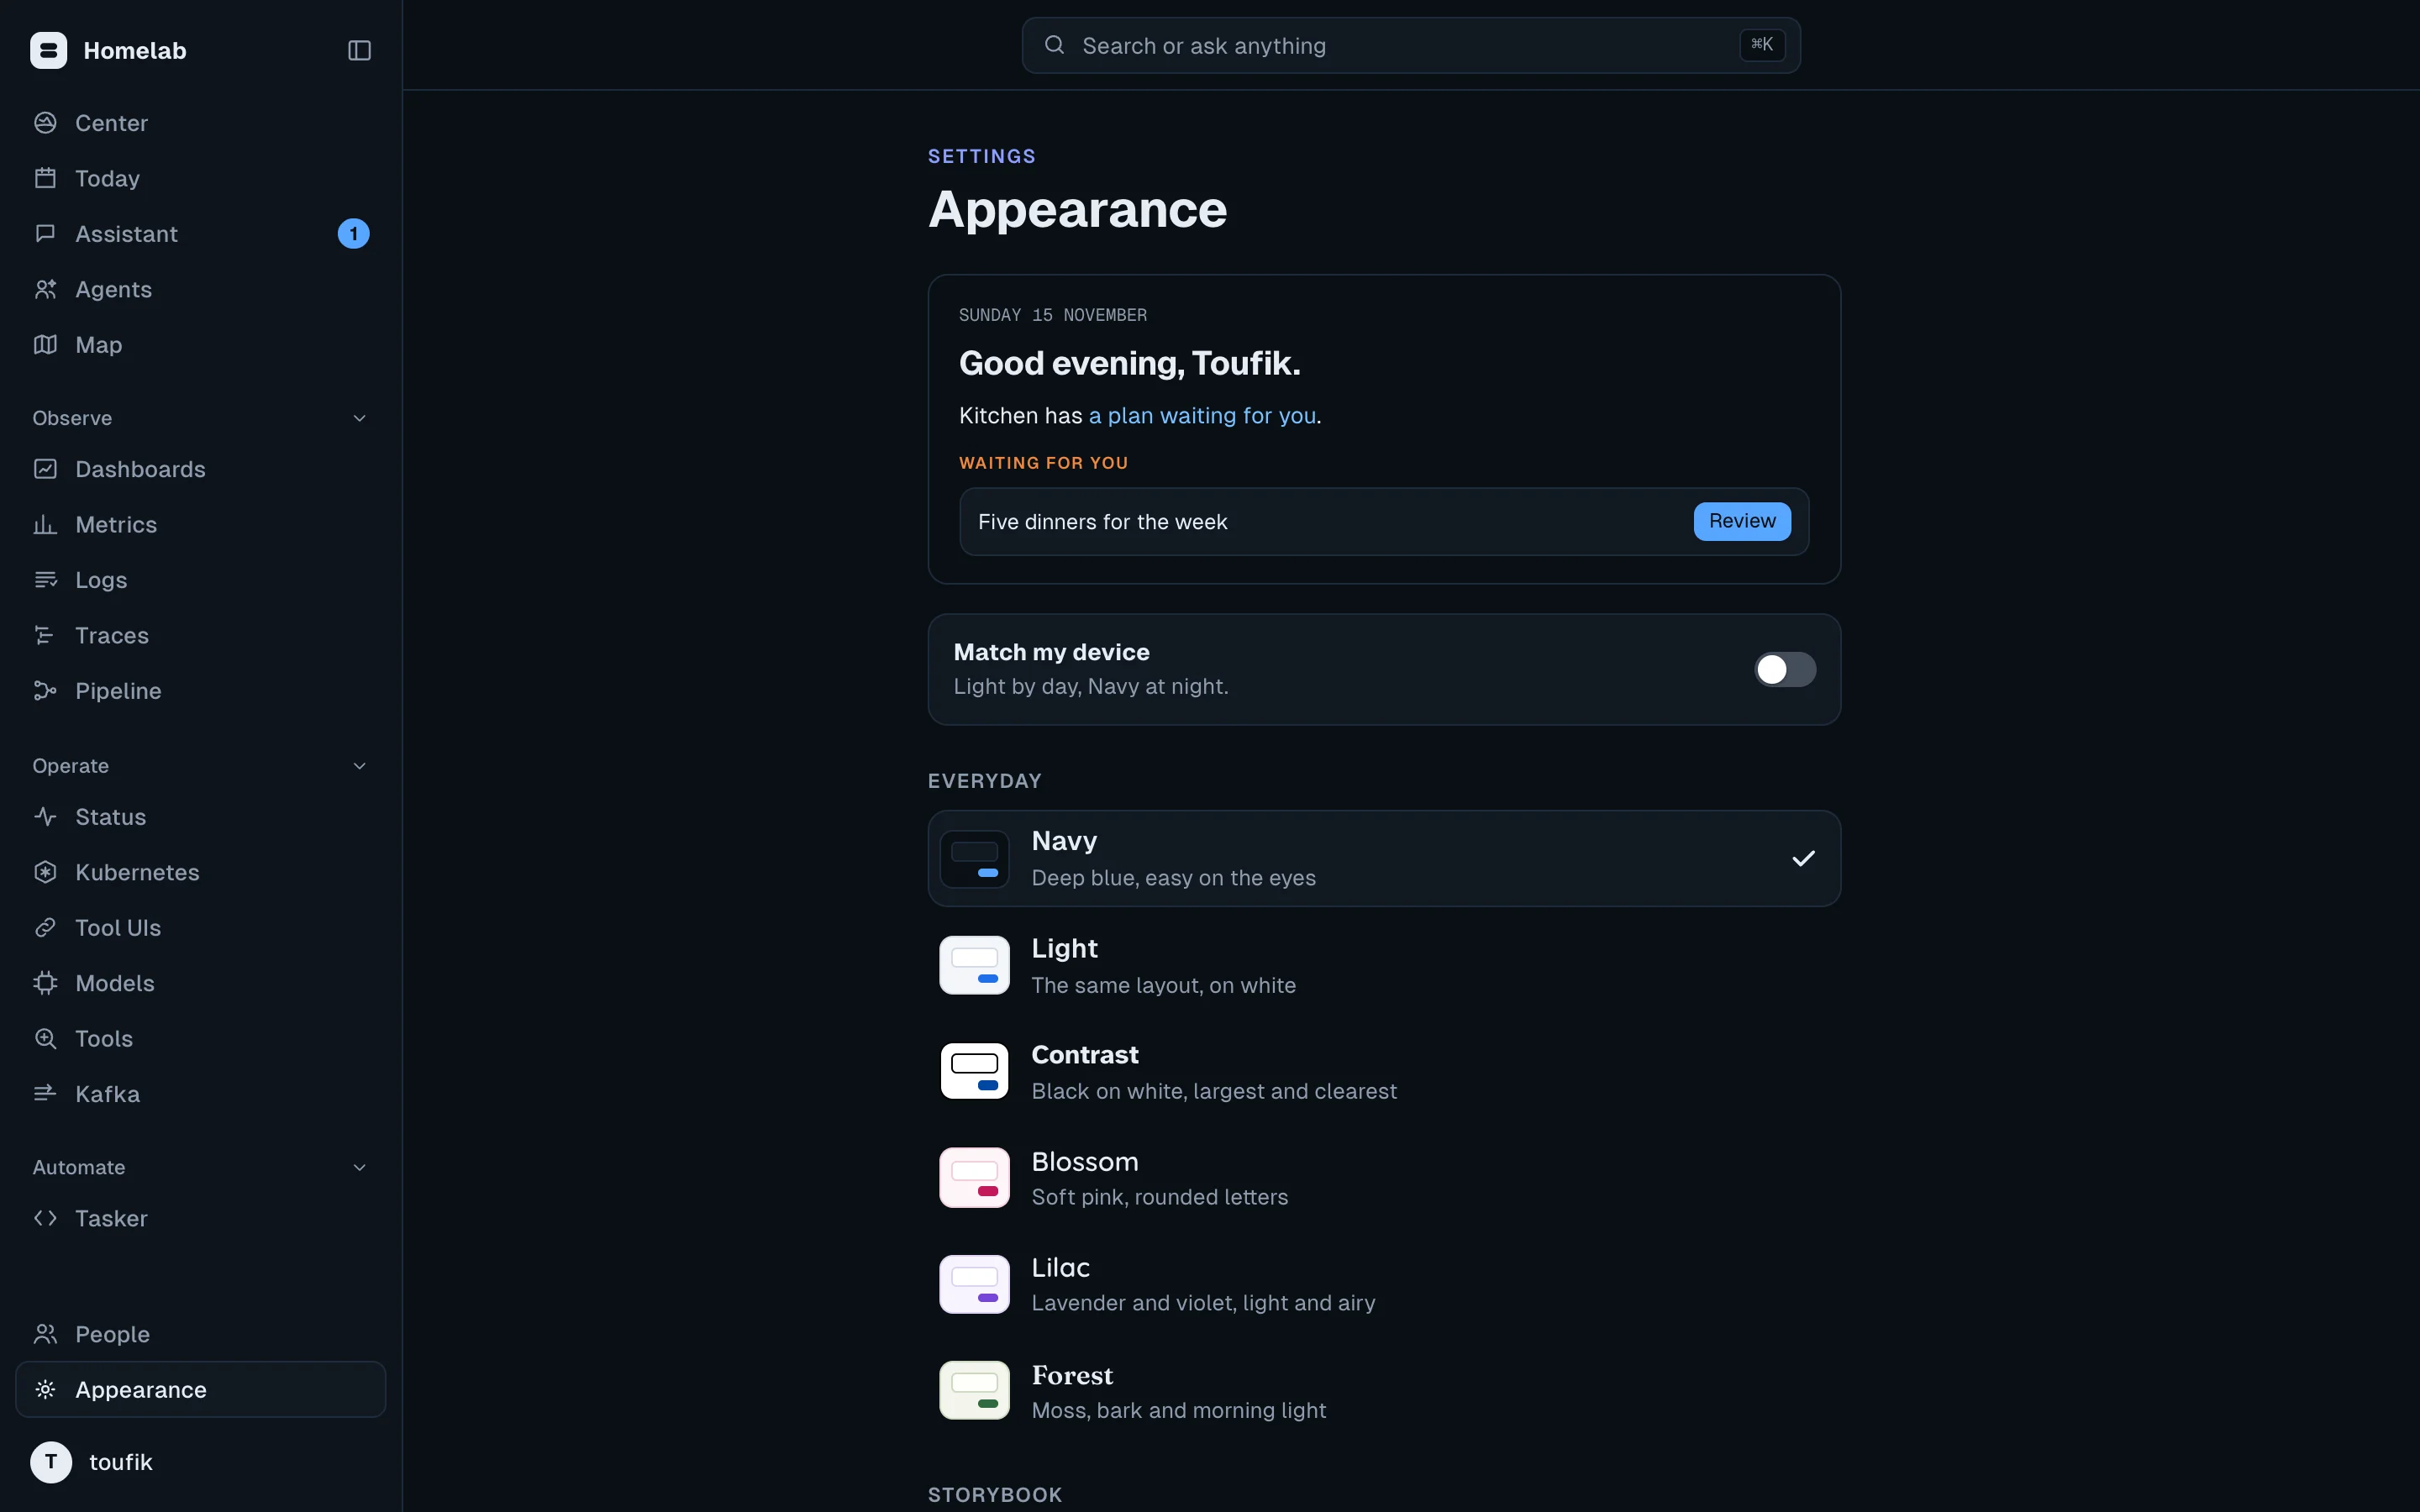 Homelab
Center
Today
Assistant
1
Agents
Map
Observe
Dashboards
Metrics
Logs
Traces
Pipeline
Operate
Status
Kubernetes
Tool UIs
Models
Tools
Kafka
Automate
Tasker
People
Appearance
T
toufik
Search or ask anything
⌘K
SETTINGS
Appearance
SUNDAY 15 NOVEMBER
Good evening, Toufik.
Kitchen has a plan waiting for you.
WAITING FOR YOU
Five dinners for the week
Review
Match my device
Light by day, Navy at night.
EVERYDAY
Navy
Deep blue, easy on the eyes
Light
The same layout, on white
Contrast
Black on white, largest and clearest
Blossom
Soft pink, rounded letters
Lilac
Lavender and violet, light and airy
Forest
Moss, bark and morning light
STORYBOOK